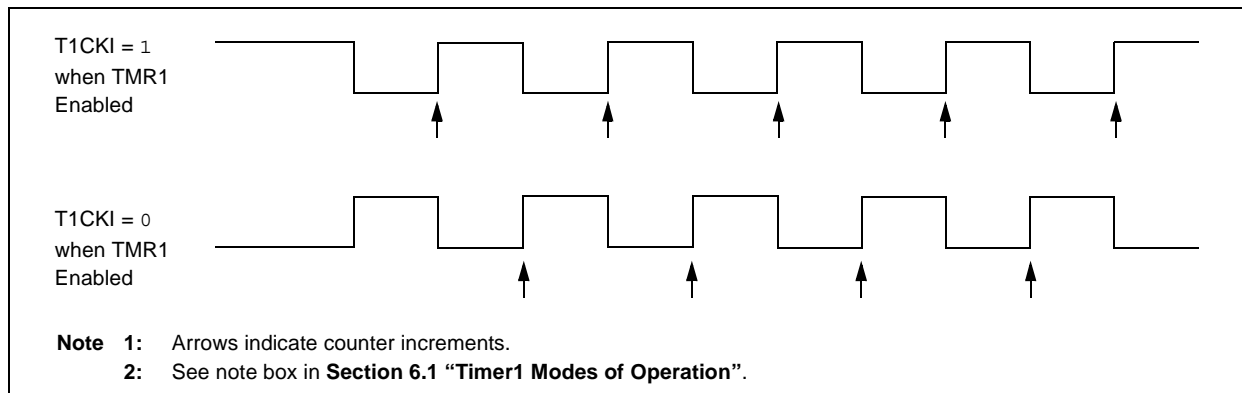 T1CKI = 1
when TMR1
Enabled
T1CKI = 0
when TMR1
Enabled
Note 1: Arrows indicate counter increments.
2: See note box in Section 6.1 “Timer1 Modes of Operation”.